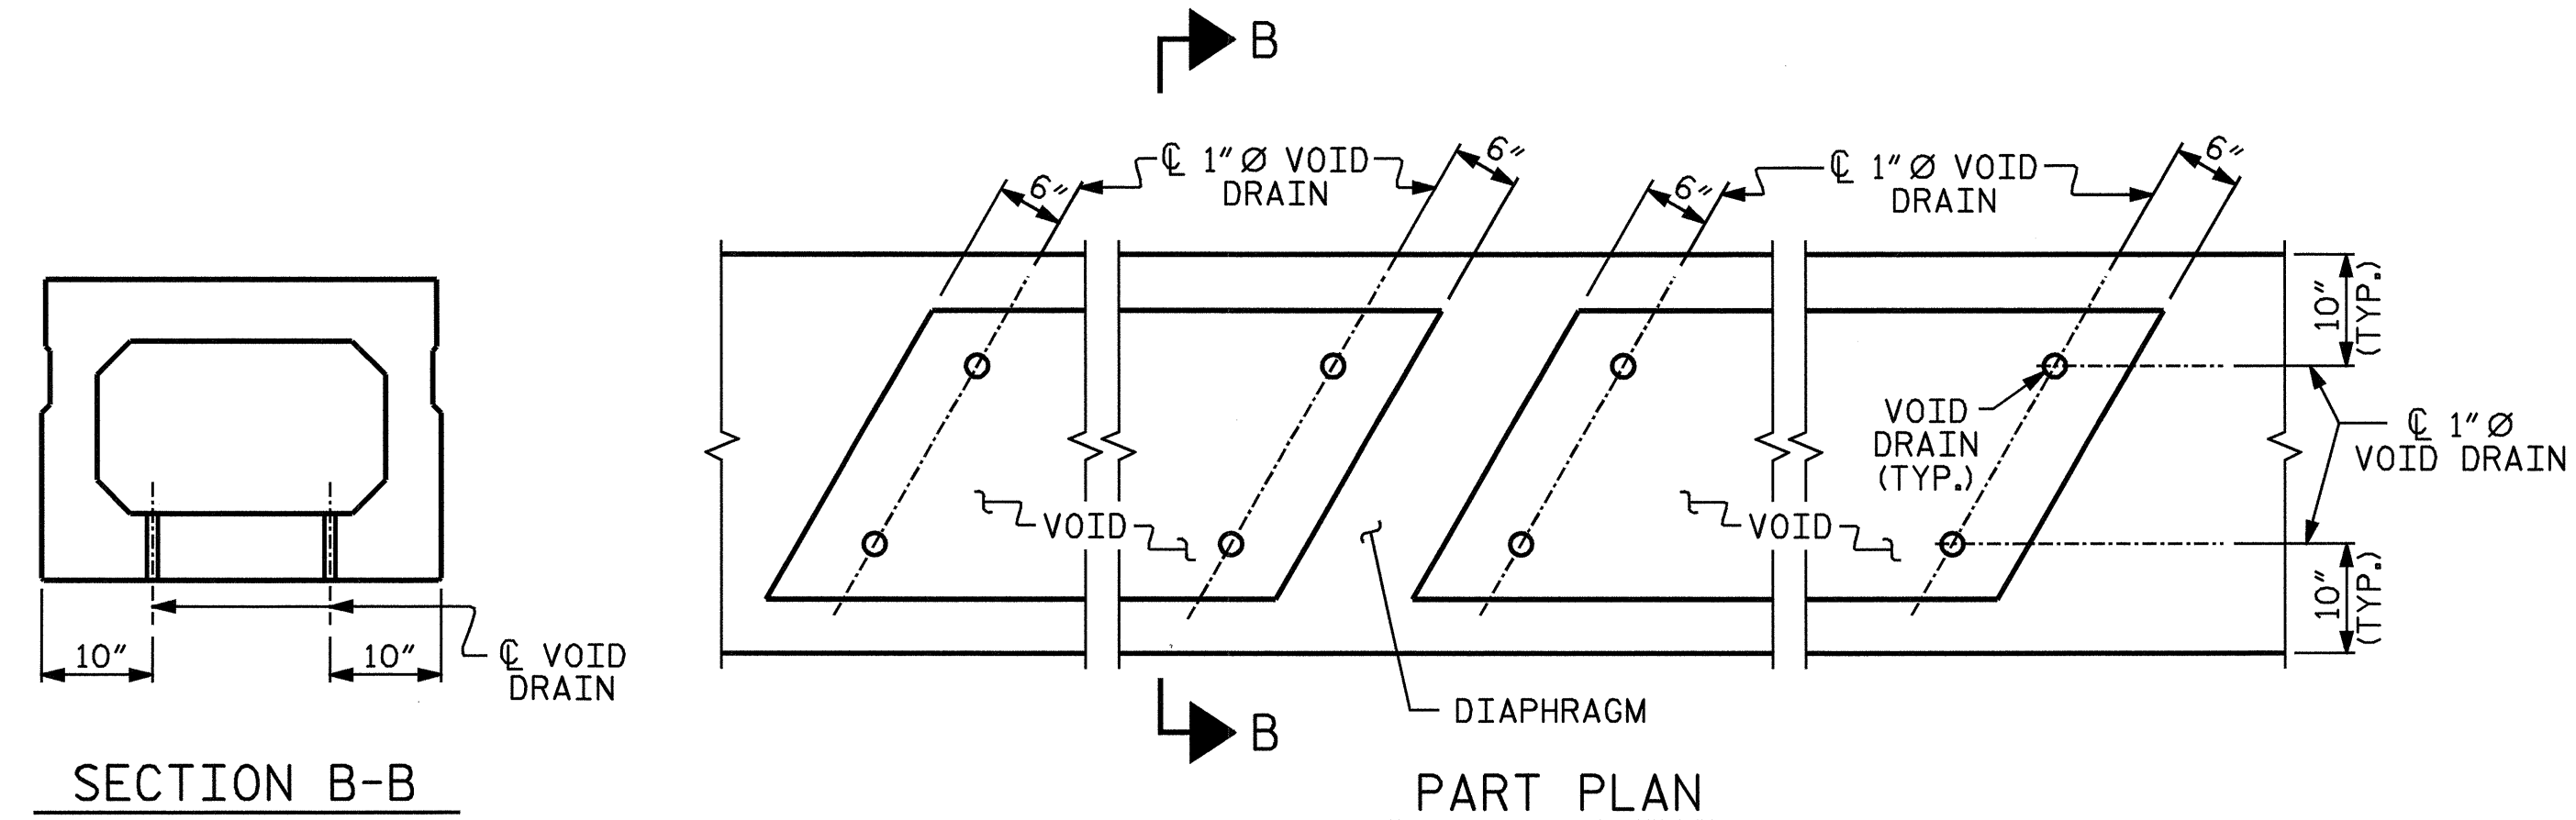 B
℄ 1" Ø VOID
DRAIN
℄ 1" Ø VOID
DRAIN
6"
6"
6"
6"
10"
(TYP.)
VOID
DRAIN
(TYP.)
℄ 1" Ø
VOID DRAIN
VOID
VOID
10"
(TYP.)
10"
10"
℄ VOID
DRAIN
DIAPHRAGM
B
SECTION B-B
PART PLAN